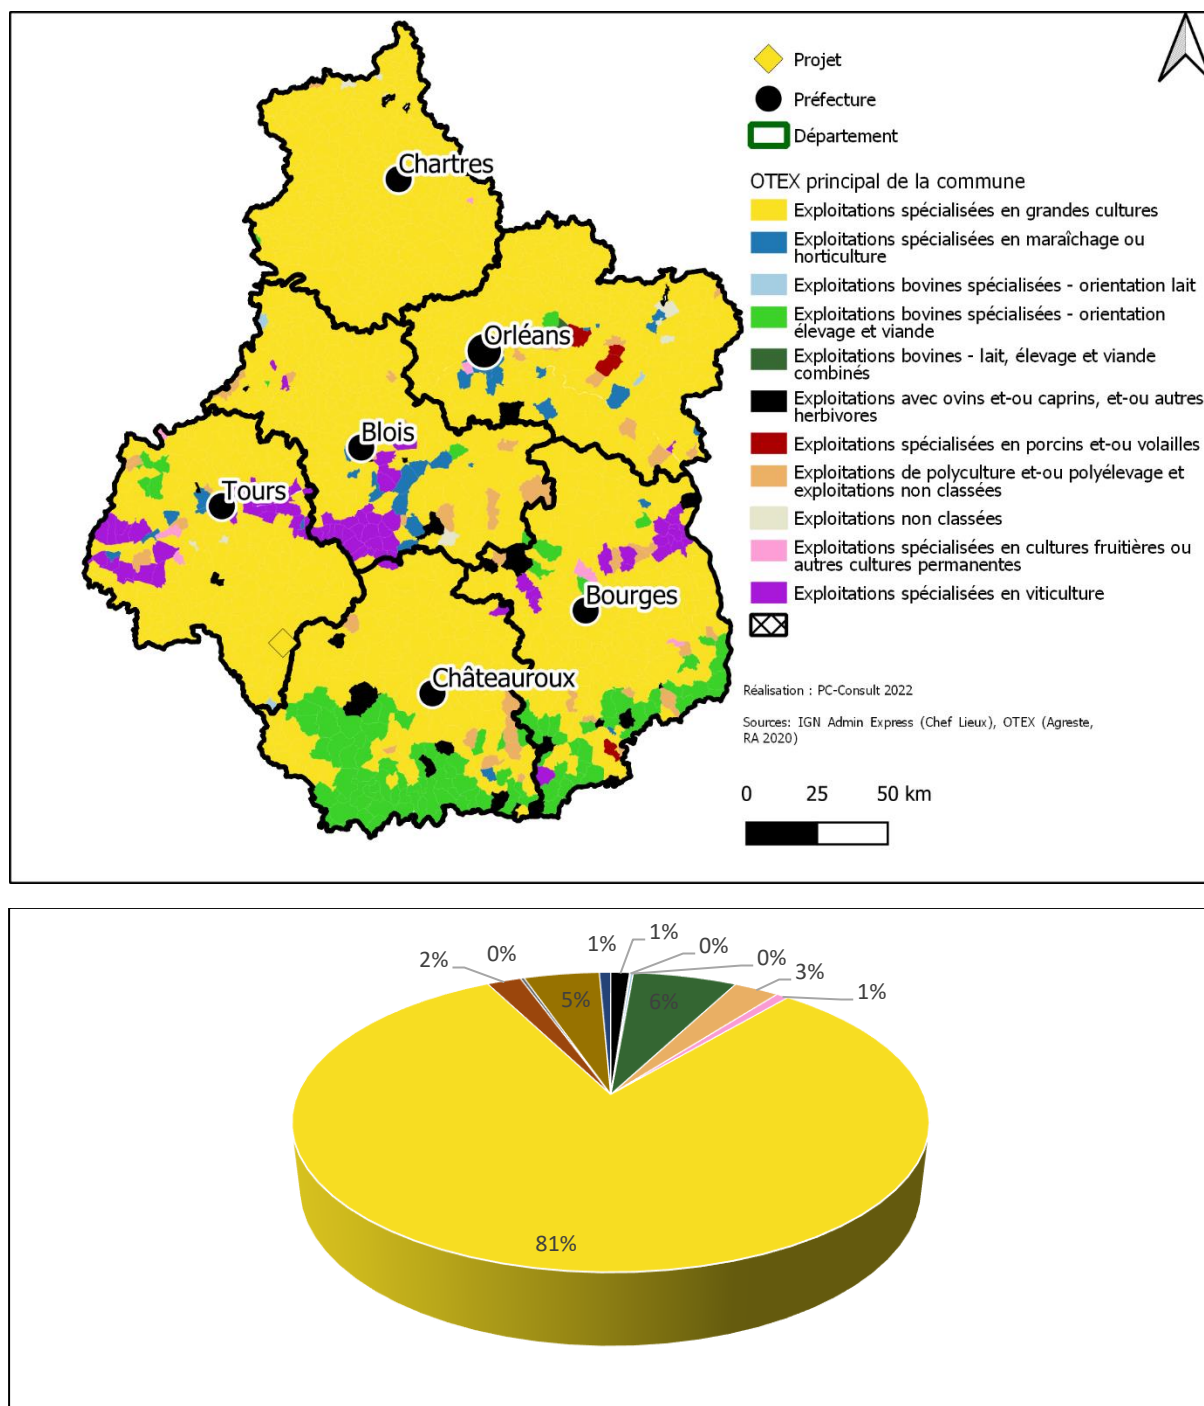 Projet
Préfecture
Département
OTEX principal de la commune
Exploitations spécialisées en grandes cultures
Exploitations spécialisées en maraîchage ou
horticulture
Exploitations bovines spécialisées - orientation lait
Exploitations bovines spécialisées - orientation
élevage et viande
Exploitations bovines - lait, élevage et viande
combinés
Exploitations avec ovins et-ou caprins, et-ou autres
herbivores
Exploitations spécialisées en porcins et-ou volailles
Exploitations de polyculture et-ou polyélevage et
exploitations non classées
Exploitations non classées
Exploitations spécialisées en cultures fruitières ou
autres cultures permanentes
Exploitations spécialisées en viticulture
Chartres
Orléans
Blois
Tours
Bourges
Châteauroux
Réalisation : PC-Consult 2022
Sources: IGN Admin Express (Chef Lieux), OTEX (Agreste,
RA 2020)
0 25 50 km
2%
0%
5%
1%
1%
0%
6%
0%
3%
1%
81%